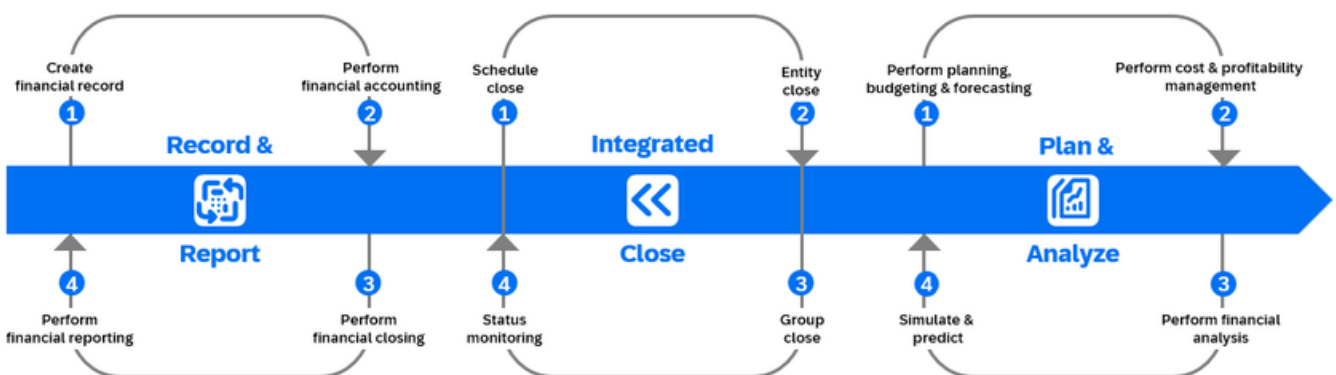 Create
financial record
1
Perform
financial accounting
2
Record &
Report
4
Perform
financial reporting
3
Perform
financial closing
Schedule
close
1
Entity
close
2
Integrated
Close
4
Status
monitoring
3
Group
close
Perform planning,
budgeting & forecasting
1
Perform cost & profitability
management
2
Plan &
Analyze
4
Simulate &
predict
3
Perform financial
analysis